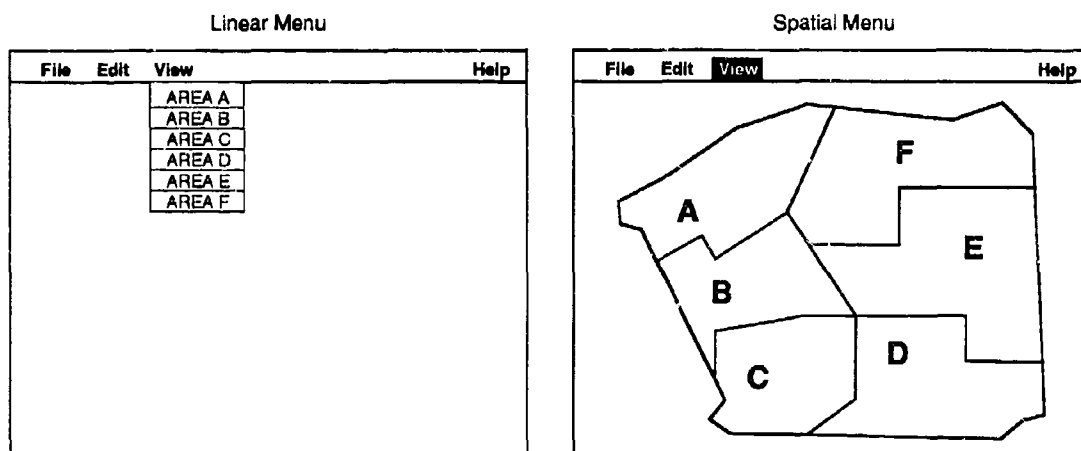 Linear Menu
File Edit View Help
AREA A
AREA B
AREA C
AREA D
AREA E
AREA F
Spatial Menu
File Edit View Help
F
A
E
B
D
C